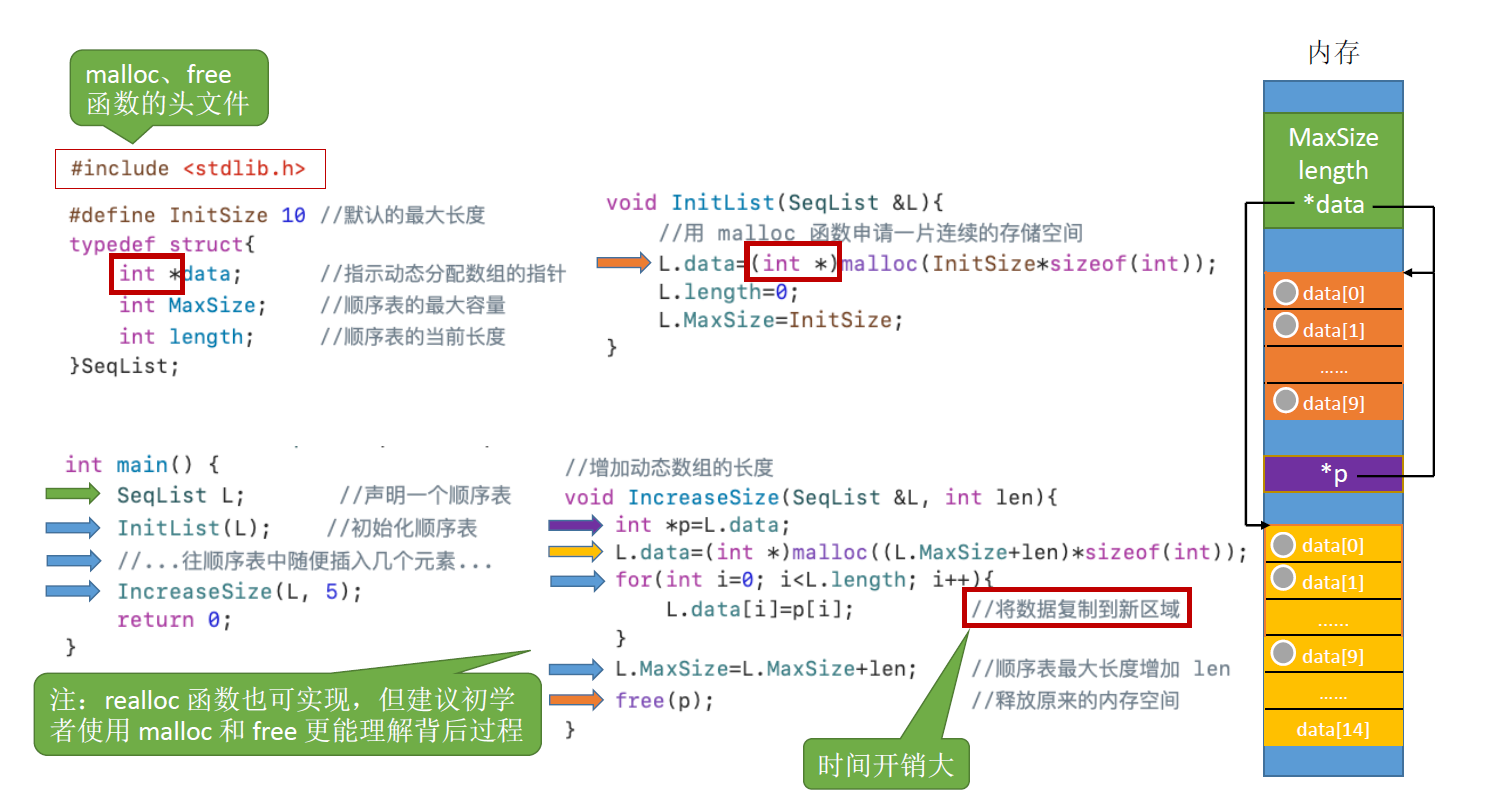 malloc、free
函数的头文件
#include <stdlib.h>
#define InitSize 10 //默认的最大长度
typedef struct{
int *data; //指示动态分配数组的指针
int MaxSize; //顺序表的最大容量
int length; //顺序表的当前长度
}SeqList;
void InitList(SeqList &L){
//用 malloc 函数申请一片连续的存储空间
L.data=(int *)malloc(InitSize*sizeof(int));
L.length=0;
L.MaxSize=InitSize;
}
int main() {
SeqList L; //声明一个顺序表
InitList(L); //初始化顺序表
//...往顺序表中随便插入几个元素...
IncreaseSize(L, 5);
return 0;
}
注：realloc 函数也可实现，但建议初学
者使用 malloc 和 free 更能理解背后过程
//增加动态数组的长度
void IncreaseSize(SeqList &L, int len){
int *p=L.data;
L.data=(int *)malloc((L.MaxSize+len)*sizeof(int));
for(int i=0; i<L.length; i++){
L.data[i]=p[i]; //将数据复制到新区域
}
L.MaxSize=L.MaxSize+len; //顺序表最大长度增加 len
free(p); //释放原来的内存空间
}
时间开销大
内存
MaxSize
length
*data
data[0]
data[1]
……
data[9]
*p
data[0]
data[1]
……
data[9]
……
data[14]